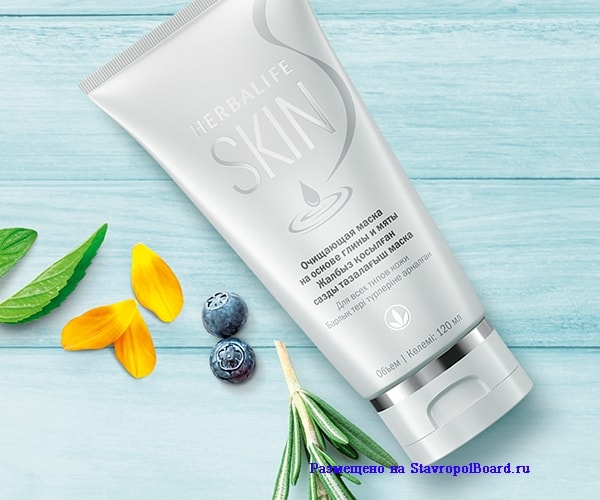 HERBALIFE
SKIN
Очищающая маска
на основе глины и мяты
Жалбыз қосылған
сазды тазалағыш маска
Для всех типов кожи
Барлық тері түрлеріне арналған
Объем | Көлемі: 120 мл
Размещено на StavropolBoard.ru